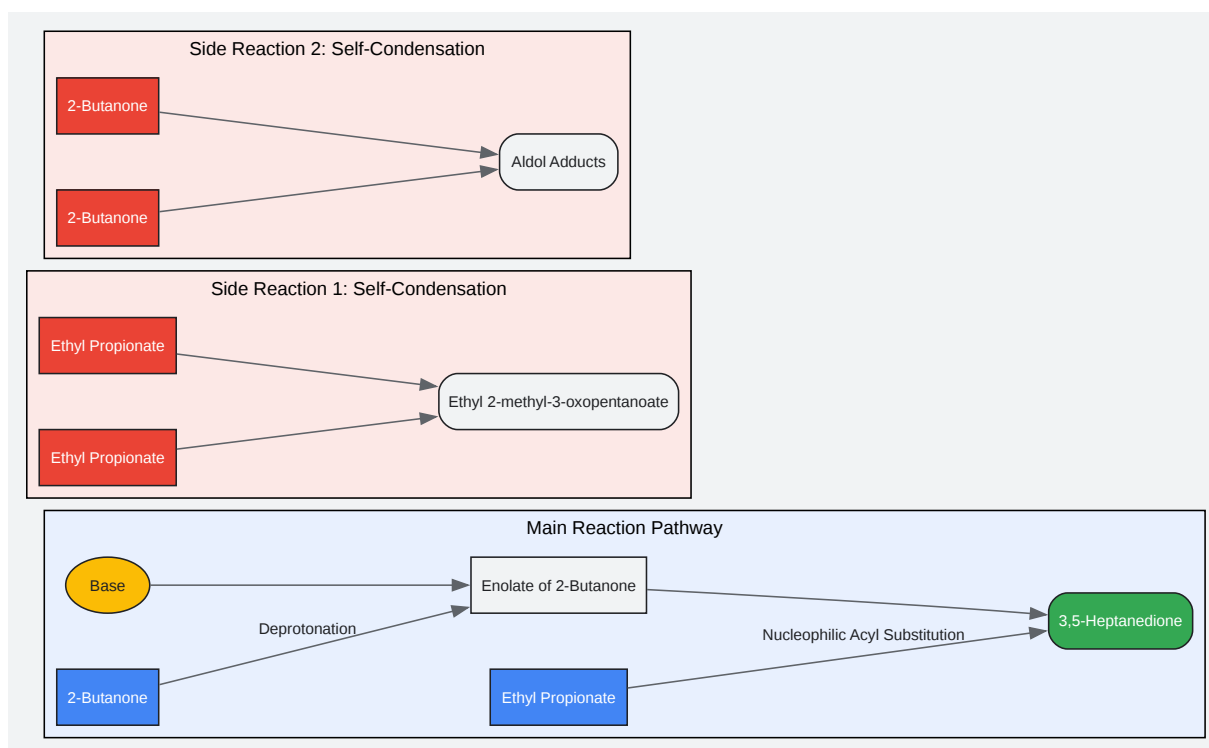 Side Reaction 2: Self-Condensation
2-Butanone
Aldol Adducts
2-Butanone
Side Reaction 1: Self-Condensation
Ethyl Propionate
Ethyl 2-methyl-3-oxopentanoate
Ethyl Propionate
Main Reaction Pathway
Base
Enolate of 2-Butanone
3,5-Heptanedione
Deprotonation
Nucleophilic Acyl Substitution
2-Butanone
Ethyl Propionate